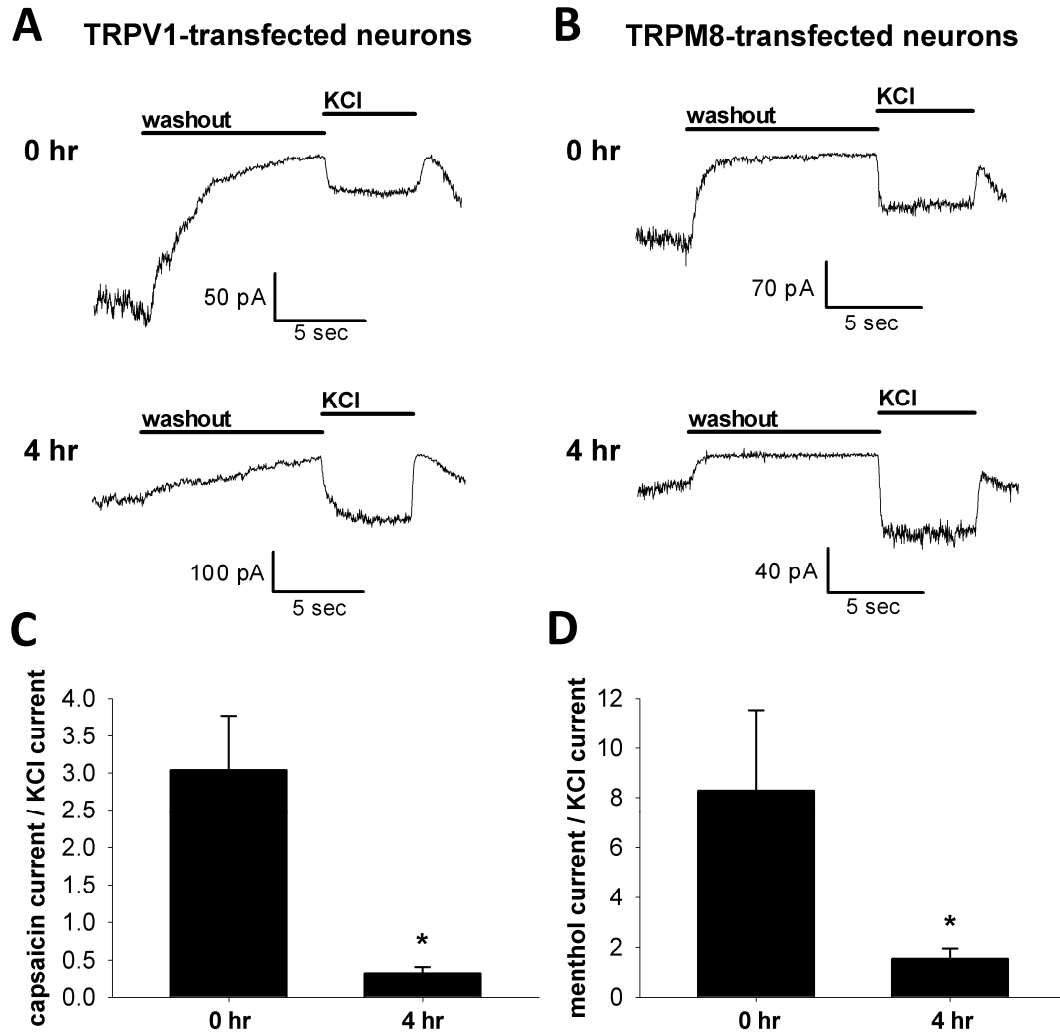 A
TRPV1-transfected neurons
washout
KCl
0 hr
50 pA
5 sec
washout
KCl
4 hr
100 pA
5 sec
B
TRPM8-transfected neurons
washout
KCl
0 hr
70 pA
5 sec
washout
KCl
4 hr
40 pA
5 sec
C
capsaicin current / KCl current
4.0
3.5
3.0
2.5
2.0
1.5
1.0
0.5
0.0
*
0 hr
4 hr
D
menthol current / KCl current
12
10
8
6
4
2
0
*
0 hr
4 hr